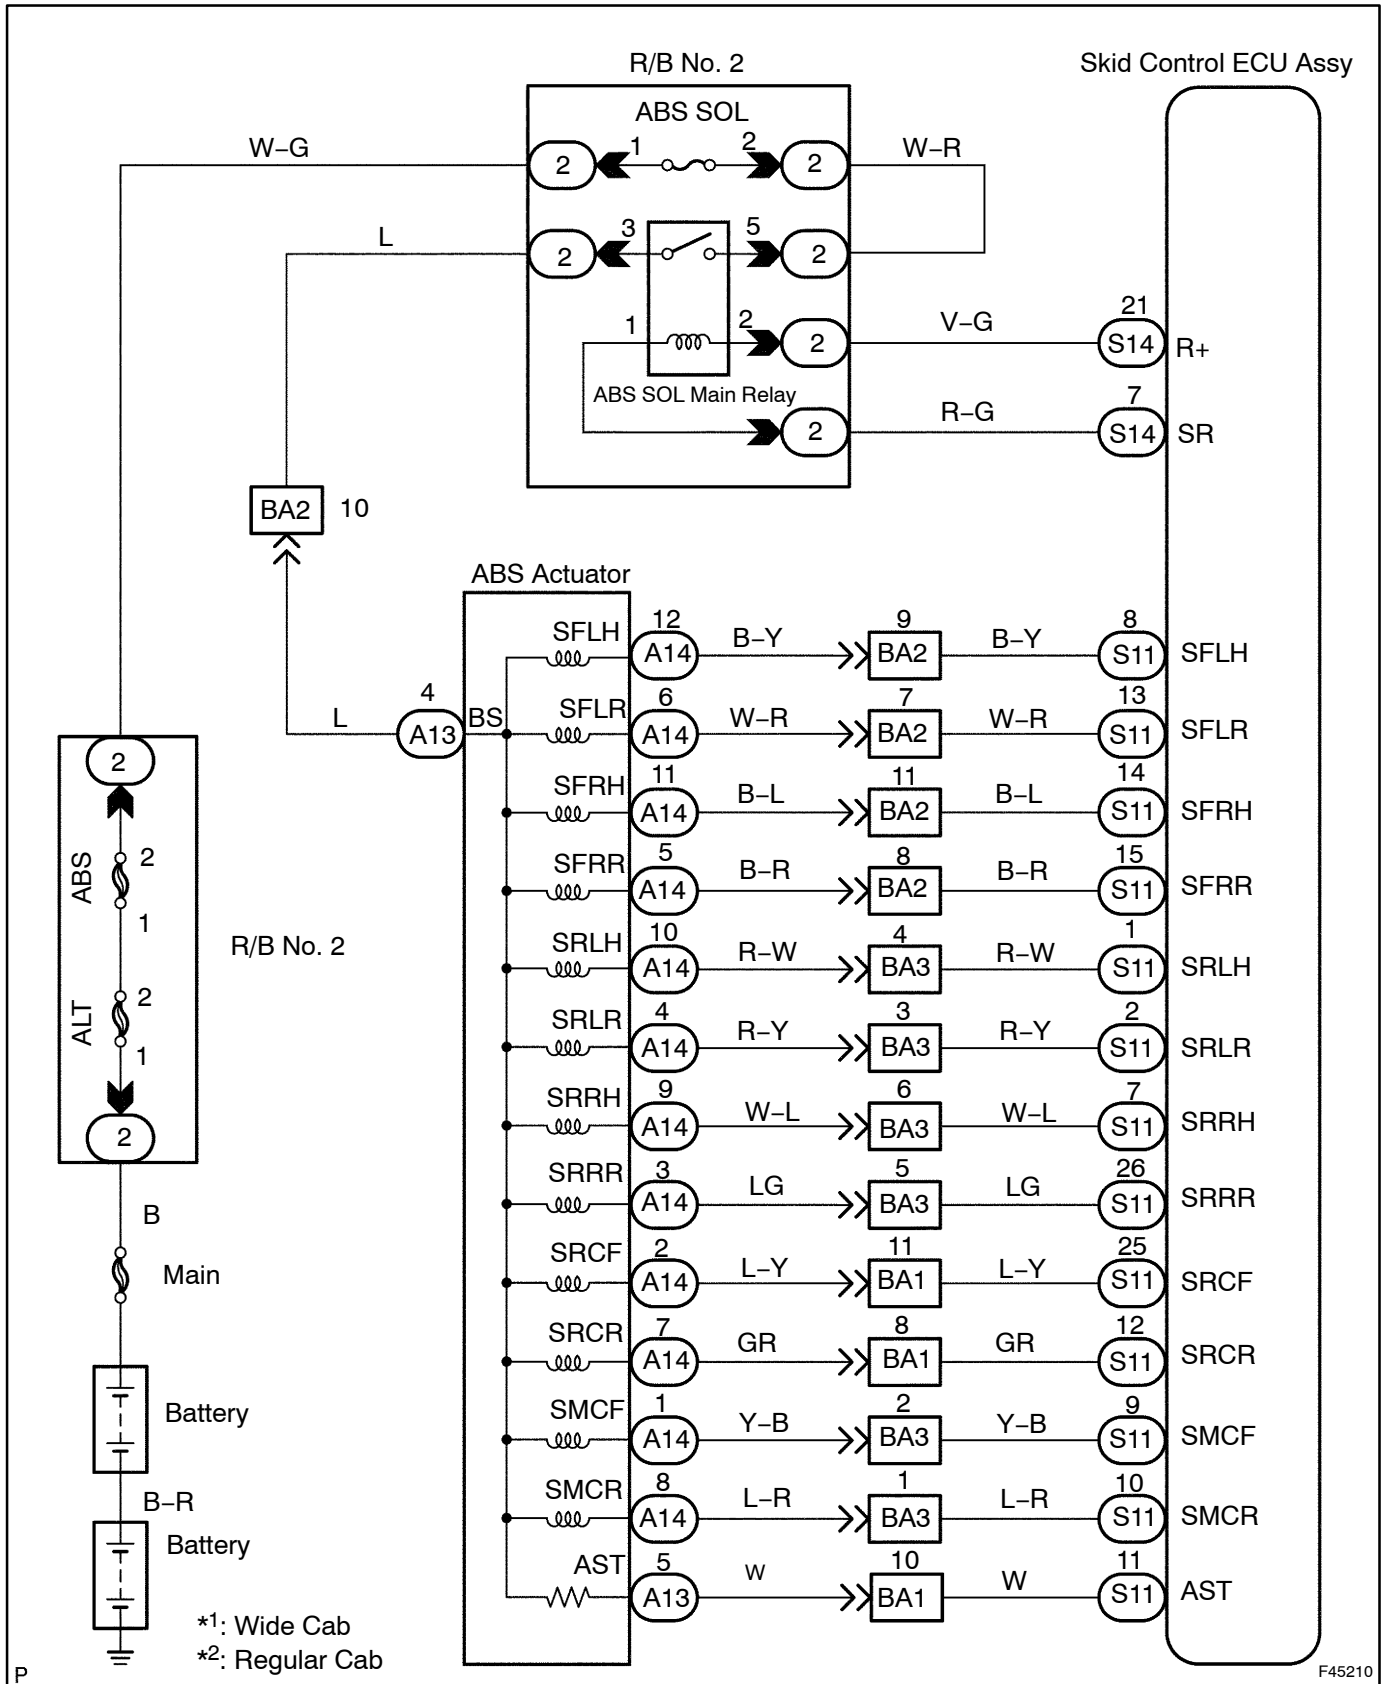 R/B No. 2
Skid Control ECU Assy
ABS SOL
W–G
2
1
2
2
W–R
L
2
3
5
2
1
2
2
V–G
21
S14
R+
ABS SOL Main Relay
2
R–G
7
S14
SR
BA2
10
ABS Actuator
SFLH
12
A14
B–Y
9
BA2
B–Y
8
S11
SFLH
L
4
A13
BS
SFLR
6
A14
W–R
7
BA2
W–R
13
S11
SFLR
SFRH
11
A14
B–L
11
BA2
B–L
14
S11
SFRH
SFRR
5
A14
B–R
8
BA2
B–R
15
S11
SFRR
SRLH
10
A14
R–W
4
BA3
R–W
1
S11
SRLH
SRLR
4
A14
R–Y
3
BA3
R–Y
2
S11
SRLR
SRRH
9
A14
W–L
6
BA3
W–L
7
S11
SRRH
SRRR
3
A14
LG
5
BA3
LG
26
S11
SRRR
SRCF
2
A14
L–Y
11
BA1
L–Y
25
S11
SRCF
SRCR
7
A14
GR
8
BA1
GR
12
S11
SRCR
SMCF
1
A14
Y–B
2
BA3
Y–B
9
S11
SMCF
SMCR
8
A14
L–R
1
BA3
L–R
10
S11
SMCR
AST
5
A13
W
10
BA1
W
11
S11
AST
2
ABS
2
1
R/B No. 2
ALT
2
1
2
B
Main
Battery
B–R
Battery
*1: Wide Cab
*2: Regular Cab
P
F45210